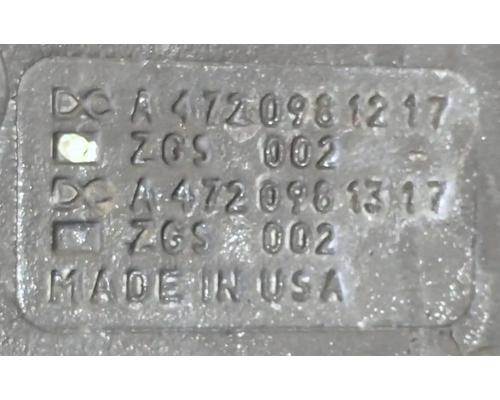 DC A 472 098 12 17
ZGS 002
DC A 472 098 13 17
ZGS 002
MADE IN USA